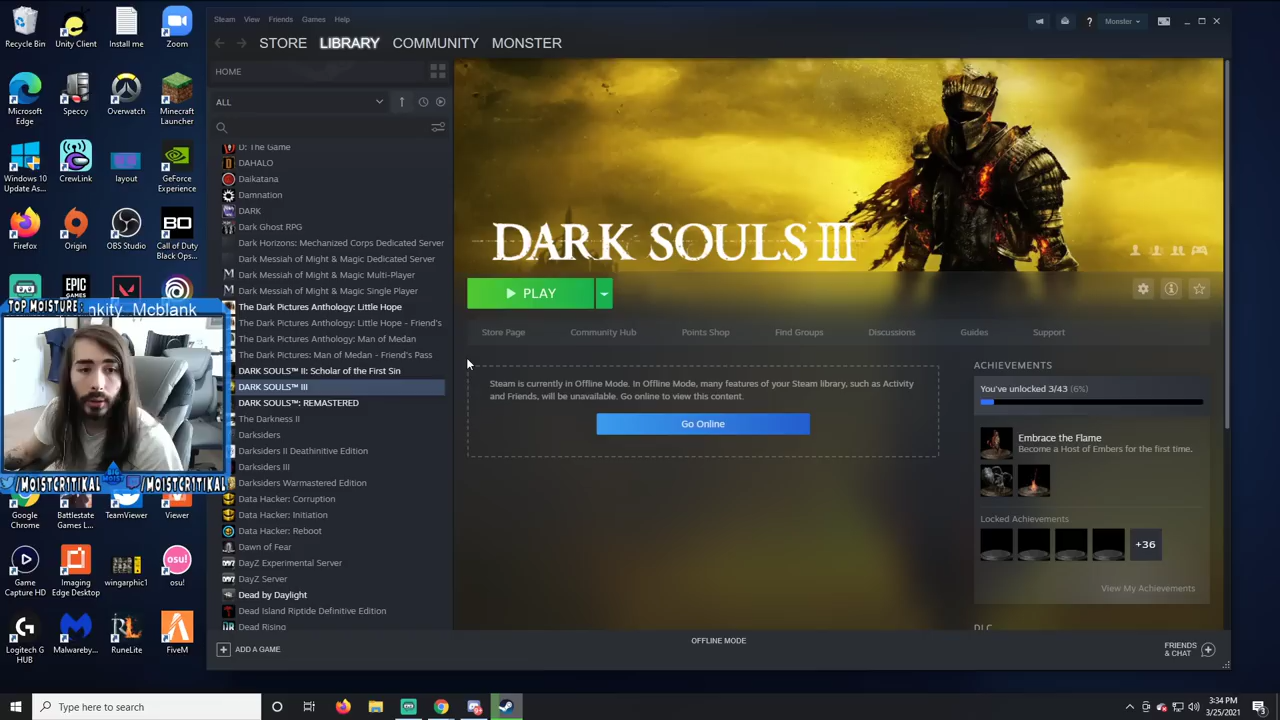 Steam View Friends Games Help
Monster
STORE LIBRARY COMMUNITY MONSTER
HOME
ALL
D: The Game
DAHALO
Daikatana
Damnation
DARK
Dark Ghost RPG
Dark Horizons: Mechanized Corps Dedicated Server
Dark Messiah of Might & Magic Dedicated Server
Dark Messiah of Might & Magic Multi-Player
Dark Messiah of Might & Magic Single Player
The Dark Pictures Anthology: Little Hope
The Dark Pictures Anthology: Little Hope - Friend's
The Dark Pictures Anthology: Man of Medan
The Dark Pictures: Man of Medan - Friend's Pass
DARK SOULS™ II: Scholar of the First Sin
DARK SOULS™ III
DARK SOULS™: REMASTERED
The Darkness II
Darksiders
Darksiders II Deathinitive Edition
Darksiders III
Darksiders Warmastered Edition
Data Hacker: Corruption
Data Hacker: Initiation
Data Hacker: Reboot
Dawn of Fear
DayZ Experimental Server
DayZ Server
Dead by Daylight
Dead Island Riptide Definitive Edition
Dead Rising
ADD A GAME
DARK SOULS III
PLAY
Store Page Community Hub Points Shop Find Groups Discussions Guides Support
Steam is currently in Offline Mode. In Offline Mode, many features of your Steam library, such as Activity
and Friends, will be unavailable. Go online to view this content.
Go Online
ACHIEVEMENTS
You've unlocked 3/43 (6%)
Embrace the Flame
Become a Host of Embers for the first time.
Locked Achievements
+36
View My Achievements
DLC
OFFLINE MODE
FRIENDS
& CHAT
Recycle Bin
Unity Client
Install me
Zoom
Microsoft
Edge
Speccy
Overwatch
Minecraft
Launcher
Windows 10
Update As...
CrewLink
layout
GeForce
Experience
Firefox
Origin
OBS Studio
Call of Duty
Black Ops...
EPIC
GAMES
TOP MOISTURE
nkity_Mcblank
/MOISTCR1TIKAL
/MOISTCR1TIKAL
Google
Chrome
Battlestate
Games L...
TeamViewer
Viewer
Game
Capture HD
Imaging
Edge Desktop
wingarphic1
osu!
osu!
Logitech G
HUB
Malwareby...
RuneLite
FiveM
Type here to search
3:34 PM
3/25/2021
3